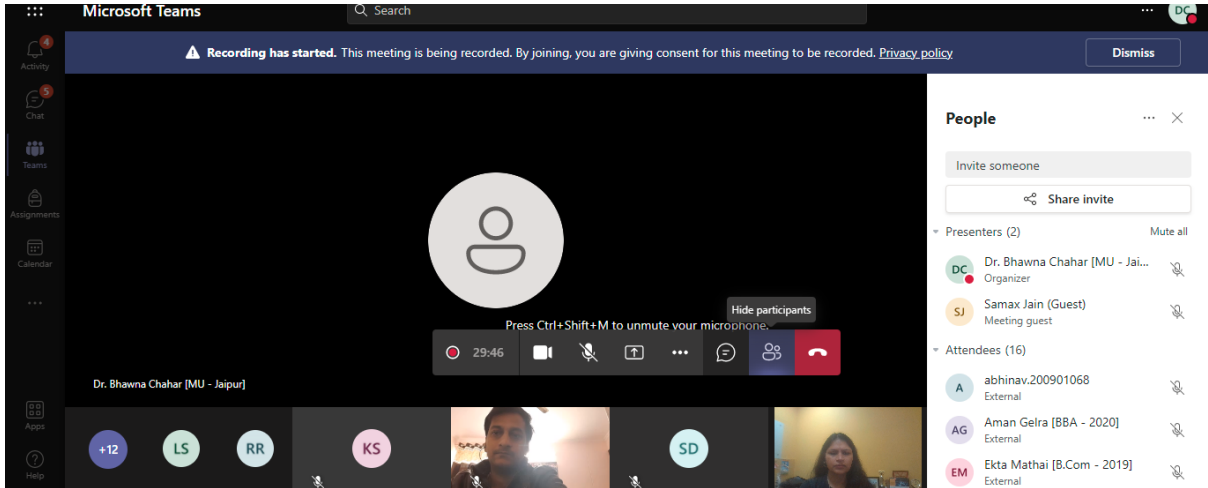 Microsoft Teams
Search
DC
4
Activity
5
Chat
Teams
Assignments
Calendar
Apps
Help
Recording has started. This meeting is being recorded. By joining, you are giving consent for this meeting to be recorded. Privacy policy
Dismiss
Press Ctrl+Shift+M to unmute your microphone.
Hide participants
29:46
Dr. Bhawna Chahar [MU - Jaipur]
+12
LS
RR
KS
SD
People
Invite someone
Share invite
Presenters (2)
Mute all
DC
Dr. Bhawna Chahar [MU - Jai...
Organizer
SJ
Samax Jain (Guest)
Meeting guest
Attendees (16)
A
abhinav.200901068
External
AG
Aman Gelra [BBA - 2020]
External
EM
Ekta Mathai [B.Com - 2019]
External